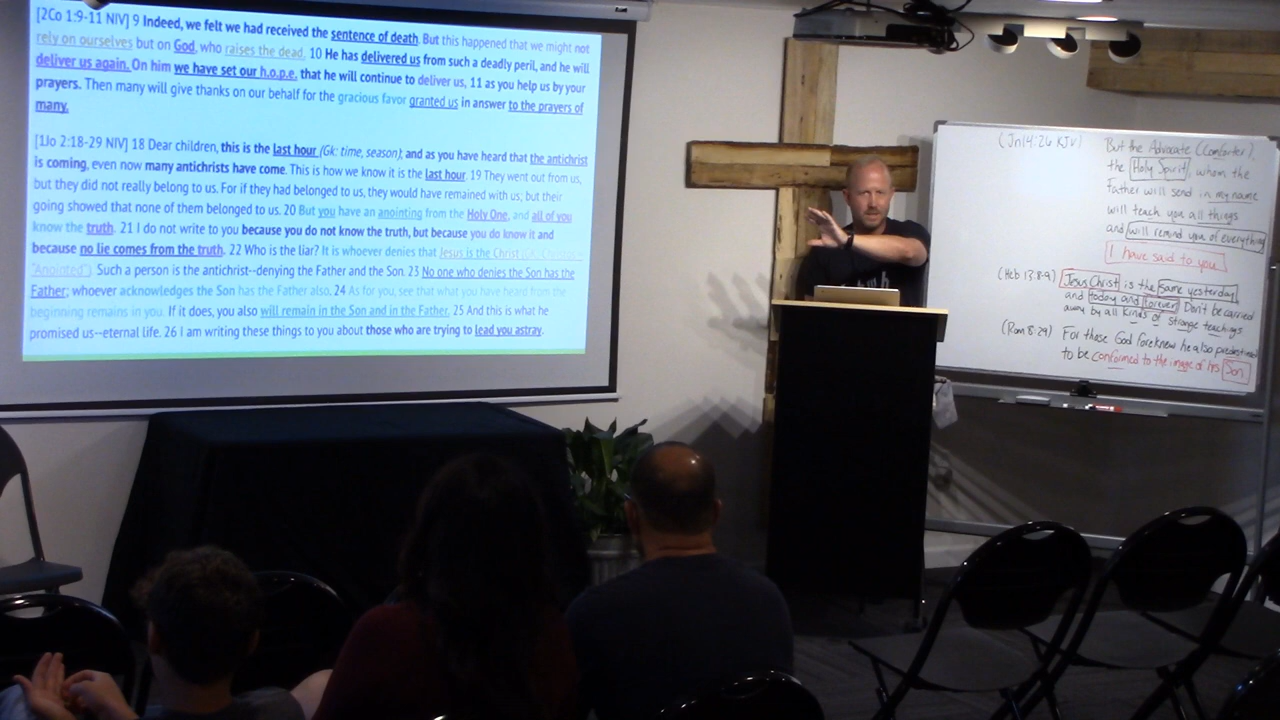 [2Co 1:9-11 NIV] 9 Indeed, we felt we had received the sentence of death. But this happened that we might not
rely on ourselves but on God, who raises the dead. 10 He has delivered us from such a deadly peril, and he will
deliver us again. On him we have set our h.o.p.e. that he will continue to deliver us, 11 as you help us by your
prayers. Then many will give thanks on our behalf for the gracious favor granted us in answer to the prayers of
many.
[1Jo 2:18-29 NIV] 18 Dear children, this is the last hour (Gk: time, season); and as you have heard that the antichrist
is coming, even now many antichrists have come. This is how we know it is the last hour. 19 They went out from us,
but they did not really belong to us. For if they had belonged to us, they would have remained with us; but their
going showed that none of them belonged to us. 20 But you have an anointing from the Holy One, and all of you
know the truth. 21 I do not write to you because you do not know the truth, but because you do know it and
because no lie comes from the truth. 22 Who is the liar? It is whoever denies that Jesus is the Christ
"Anointed"). Such a person is the antichrist--denying the Father and the Son. 23 No one who denies the Son has the
Father; whoever acknowledges the Son has the Father also. 24 As for you, see that what you have heard from the
beginning remains in you. If it does, you also will remain in the Son and in the Father. 25 And this is what he
promised us--eternal life. 26 I am writing these things to you about those who are trying to lead you astray.
(Jn14:26 KJV) But the Advocate (Comforter),
the Holy Spirit, whom the
Father will send in my name
will teach you all things
and will remind you of everything
I have said to you
(Heb 13:8-9) Jesus Christ is the same yesterday
and today and forever. Don't be carried
away by all kinds of strange teachings
(Rom 8:29) For those God foreknew he also predestined
to be conformed to the image of his Son